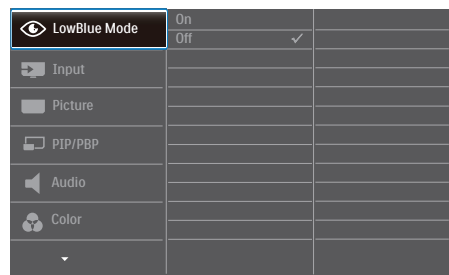 LowBlue Mode
On
Off
Input
Picture
PIP/PBP
Audio
Color